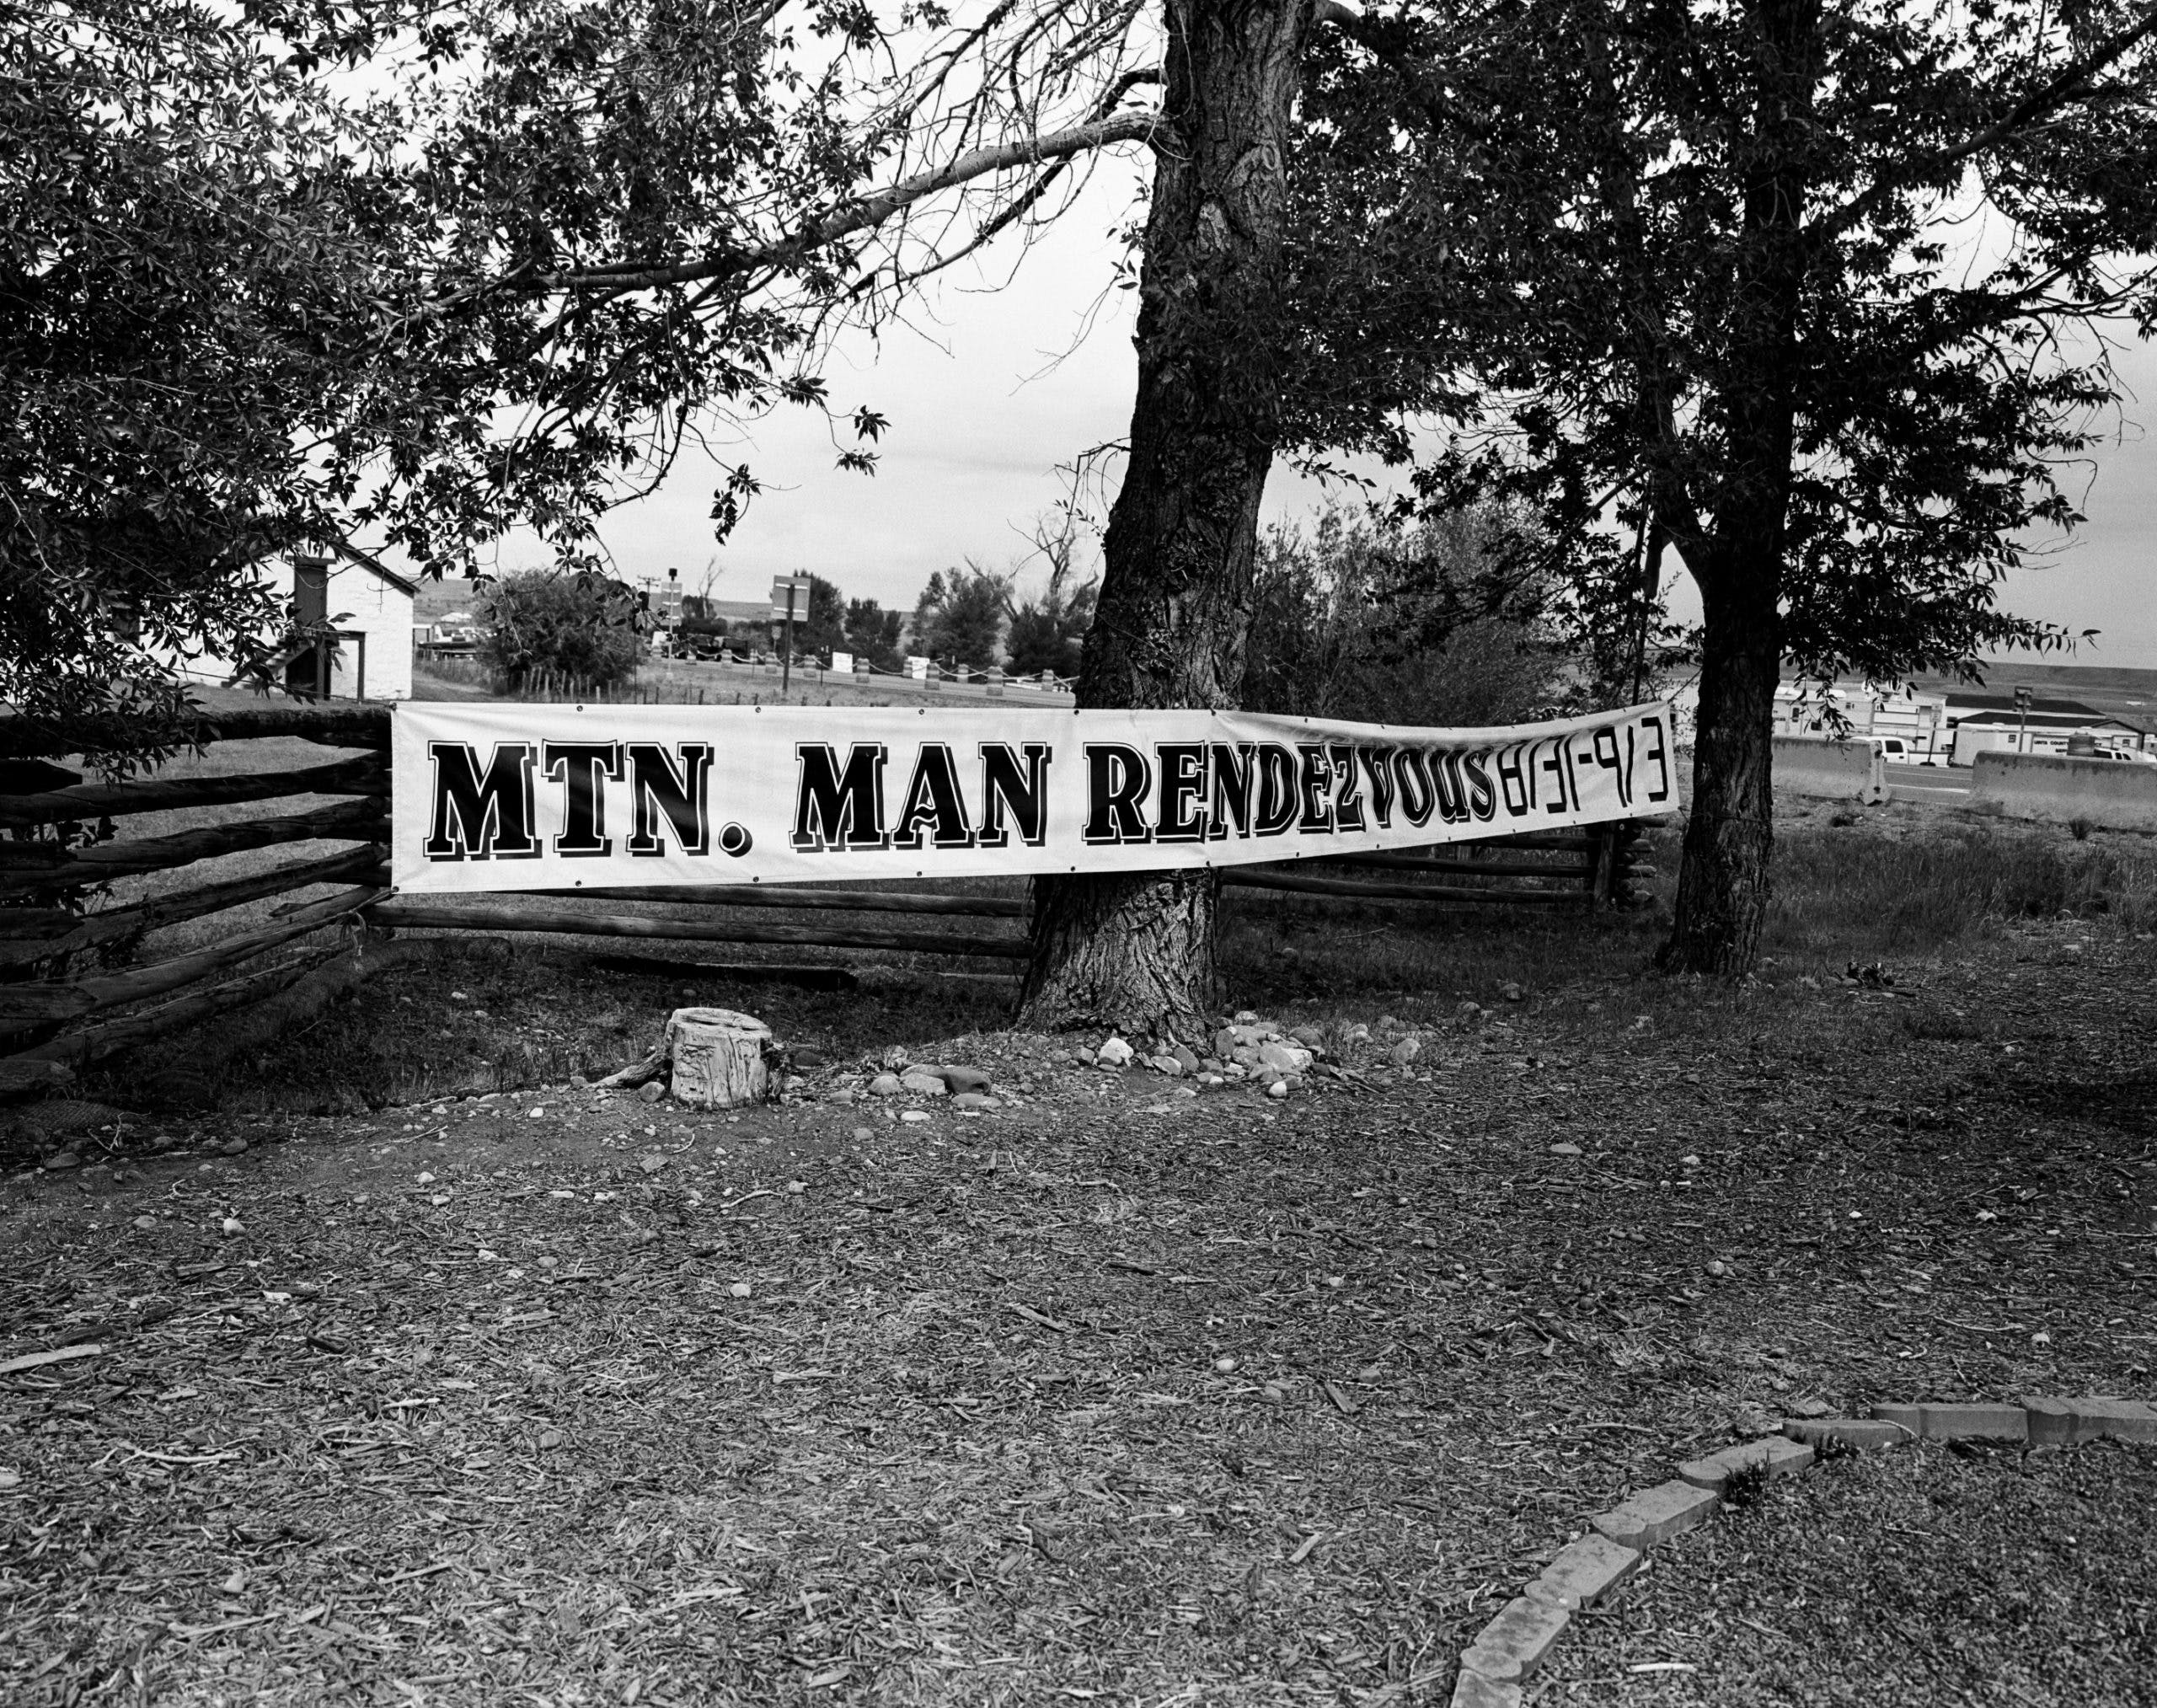 MTN. MAN RENDEZVOUS 8/31-9/3